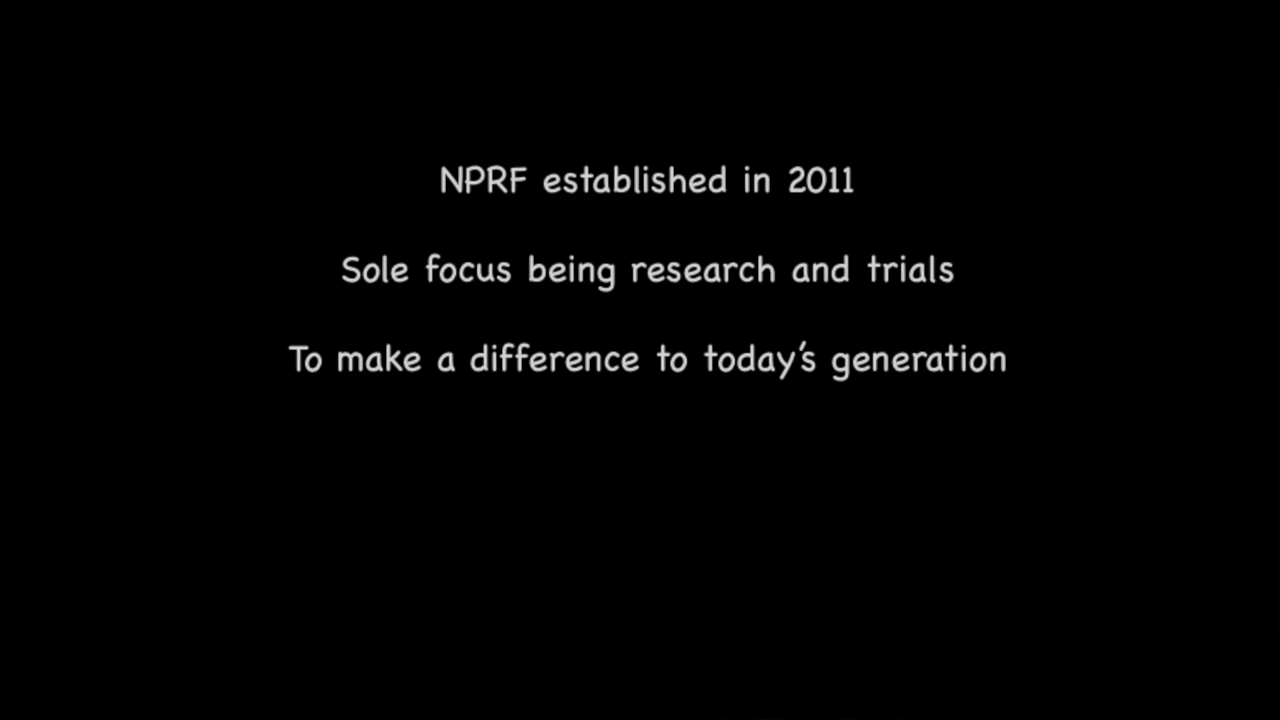 NPRF established in 2011
Sole focus being research and trials
To make a difference to today's generation